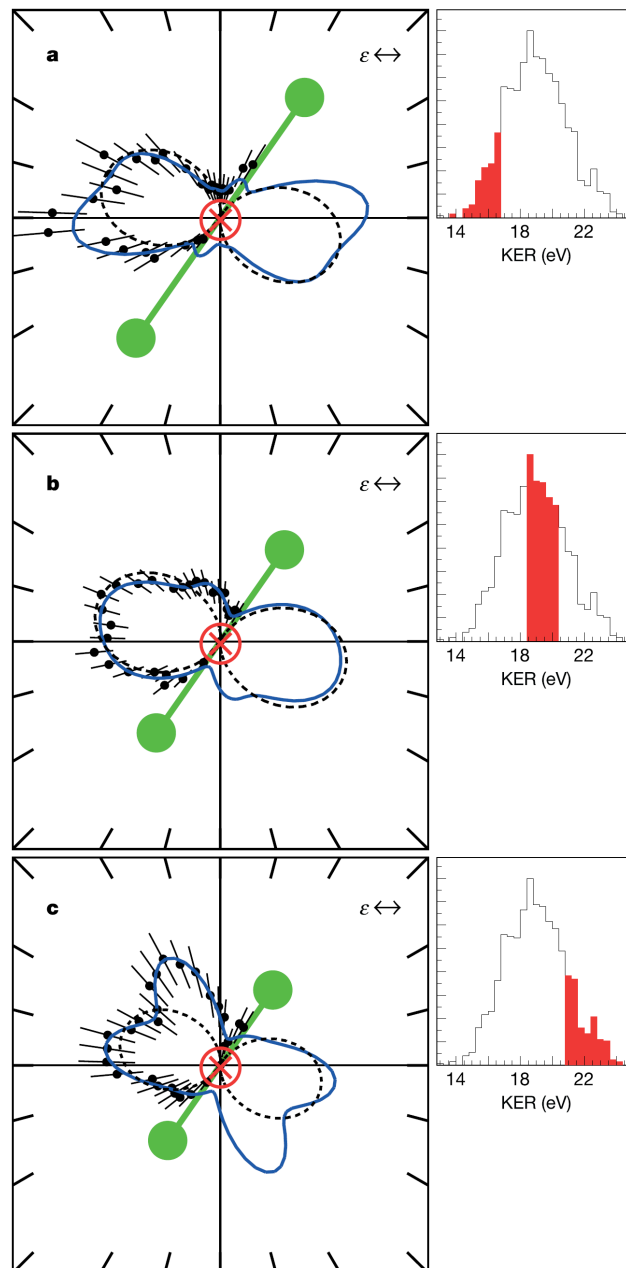 a
ε ↔
14 18 22
KER (eV)
b
ε ↔
14 18 22
KER (eV)
c
ε ↔
14 18 22
KER (eV)